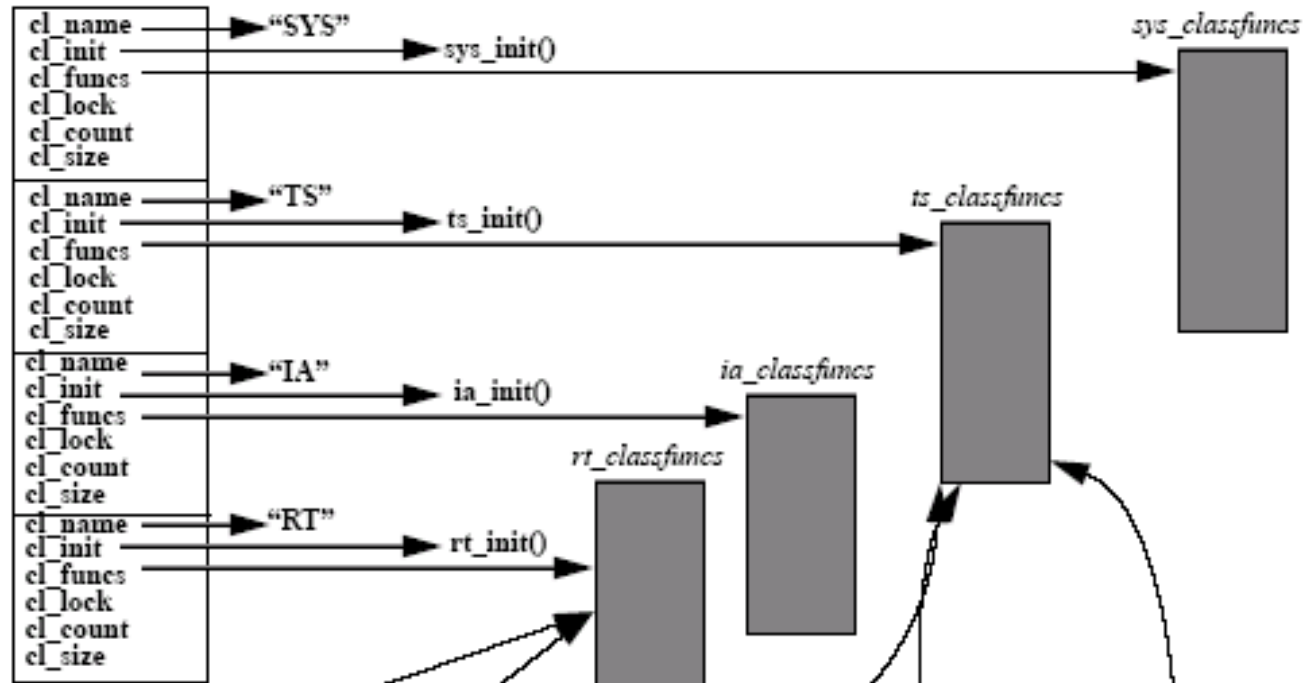 cl_name “SYS” sys_classfuncs
cl_init sys_init()
cl_funcs
cl_lock
cl_count
cl_size
cl_name “TS” ts_classfuncs
cl_init ts_init()
cl_funcs
cl_lock
cl_count
cl_size
cl_name “IA” ia_classfuncs
cl_init ia_init()
cl_funcs
cl_lock
cl_count rt_classfuncs
cl_size
cl_name “RT”
cl_init rt_init()
cl_funcs
cl_lock
cl_count
cl_size